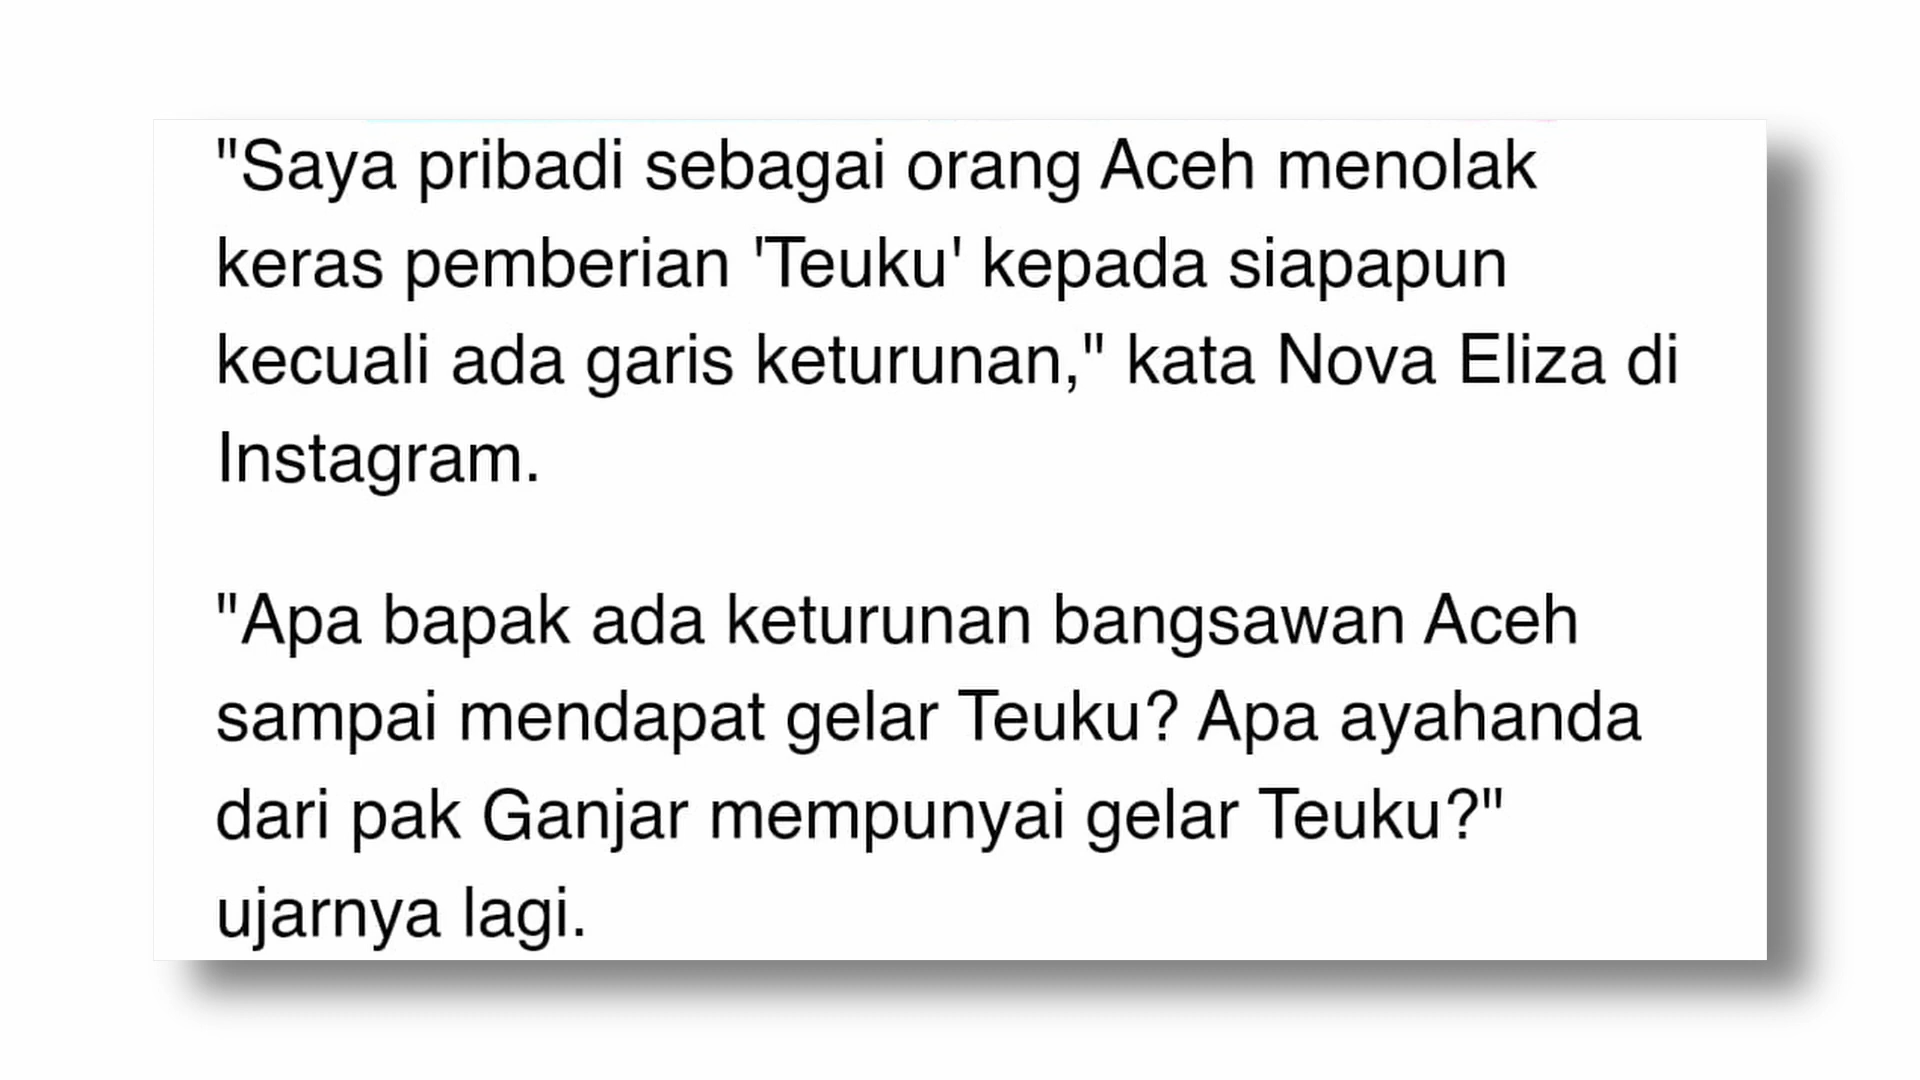 "Saya pribadi sebagai orang Aceh menolak
keras pemberian 'Teuku' kepada siapapun
kecuali ada garis keturunan," kata Nova Eliza di
Instagram.
"Apa bapak ada keturunan bangsawan Aceh
sampai mendapat gelar Teuku? Apa ayahanda
dari pak Ganjar mempunyai gelar Teuku?"
ujarnya lagi.